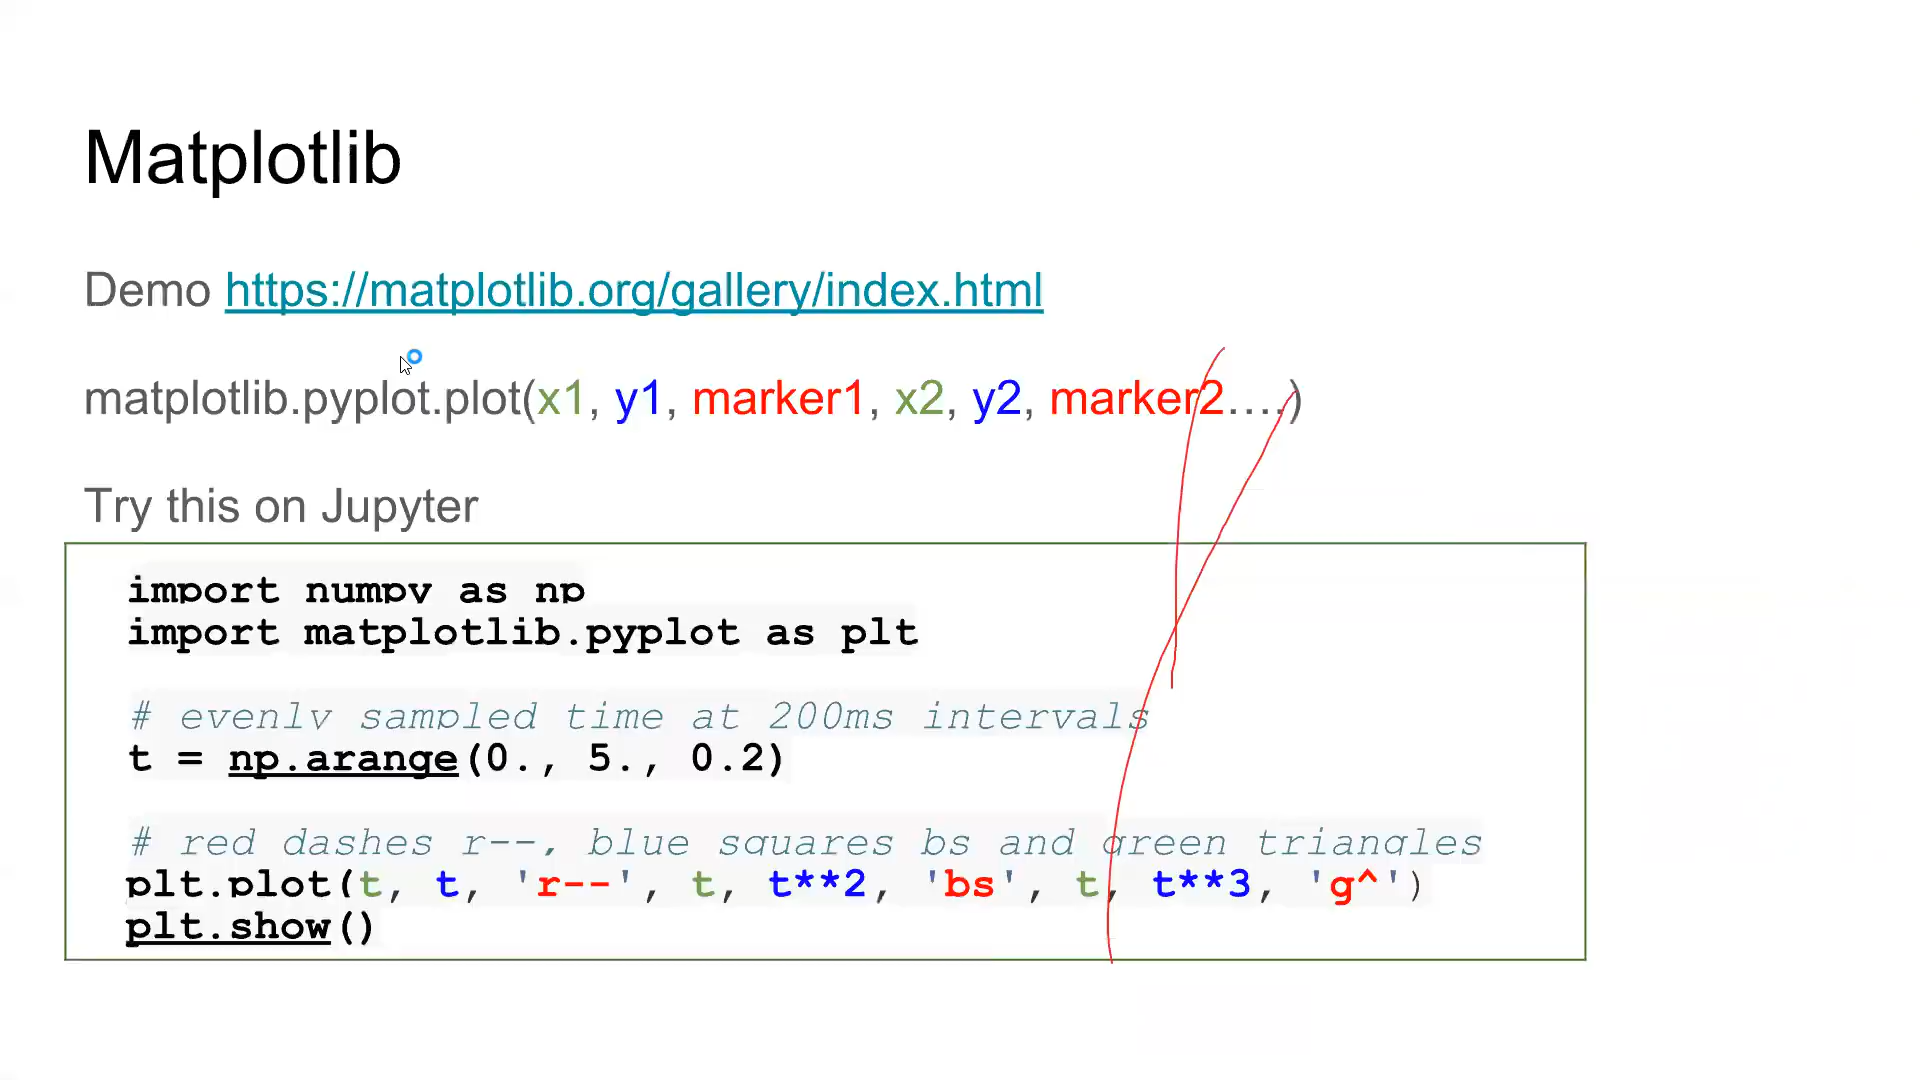 Matplotlib
Demo https://matplotlib.org/gallery/index.html
matplotlib.pyplot.plot(x1, y1, marker1, x2, y2, marker2….)
Try this on Jupyter
import numpy as np
import matplotlib.pyplot as plt
# evenly sampled time at 200ms intervals
t = np.arange(0., 5., 0.2)
# red dashes r--, blue squares bs and green triangles
plt.plot(t, t, 'r--', t, t**2, 'bs', t, t**3, 'g^')
plt.show()